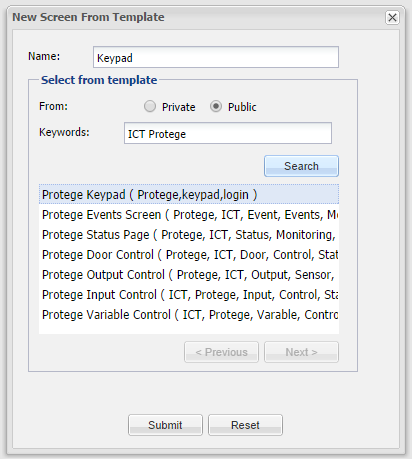 New Screen From Template
Name: Keypad
Select from template
From: Private Public
Keywords: ICT Protege
Search
Protege Keypad ( Protege,keypad,login )
Protege Events Screen ( Protege, ICT, Event, Events, Mo
Protege Status Page ( Protege, ICT, Status, Monitoring,
Protege Door Control ( Protege, ICT, Door, Control, Stat
Protege Output Control ( Protege, ICT, Output, Sensor,
Protege Input Control ( ICT, Protege, Input, Control, Sta
Protege Variable Control ( ICT, Protege, Varable, Contro
< Previous Next >
Submit Reset